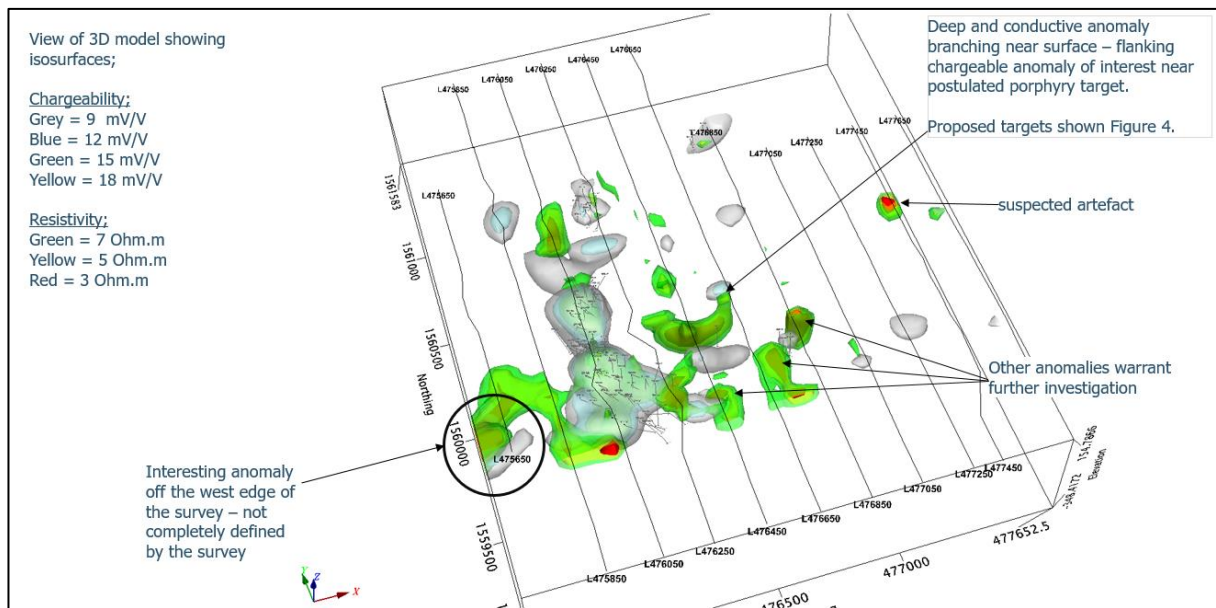 View of 3D model showing
isosurfaces;
Chargeability;
Grey = 9 mV/V
Blue = 12 mV/V
Green = 15 mV/V
Yellow = 18 mV/V
Resistivity;
Green = 7 Ohm.m
Yellow = 5 Ohm.m
Red = 3 Ohm.m
Deep and conductive anomaly
branching near surface – flanking
chargeable anomaly of interest near
postulated porphyry target.
Proposed targets shown Figure 4.
suspected artefact
Other anomalies warrant
further investigation
Interesting anomaly
off the west edge of
the survey – not
completely defined
by the survey
L475650
L475850
L476050
L476250
L476450
L476650
L476850
L477050
L477250
L477450
L477650
1561583
1561000
1560500
Northing
1560000
1559500
L475650
L475850
L476050
L476250
L476450
L476650
L476850
L477050
L477250
L477450
476500
477000
477652.5
Elevation
Y
Z
X